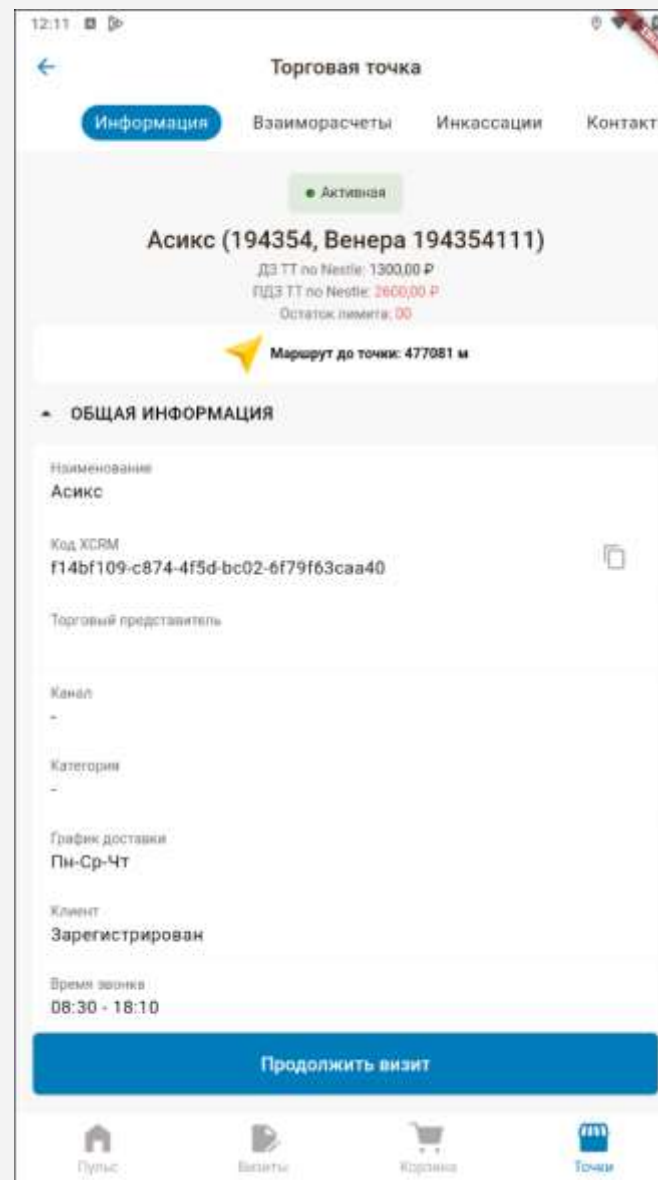 12:11
Торговая точка
Информация Взаиморасчеты Инкассации Контакт
Активная
Асикс (194354, Венера 194354111)
ДЗ ТТ по Nestle: 1300,00 ₽
ПДЗ ТТ по Nestle: 2600,00 ₽
Остаток лимита: 00
Маршрут до точки: 477081 м
ОБЩАЯ ИНФОРМАЦИЯ
Наименование
Асикс
Код XCRM
f14bf109-c874-4f5d-bc02-6f79f63caa40
Торговый представитель
Канал
-
Категория
-
График доставки
Пн-Ср-Чт
Клиент
Зарегистрирован
Время звонка
08:30 - 18:10
Продолжить визит
Пульс Визиты Корзина Точки